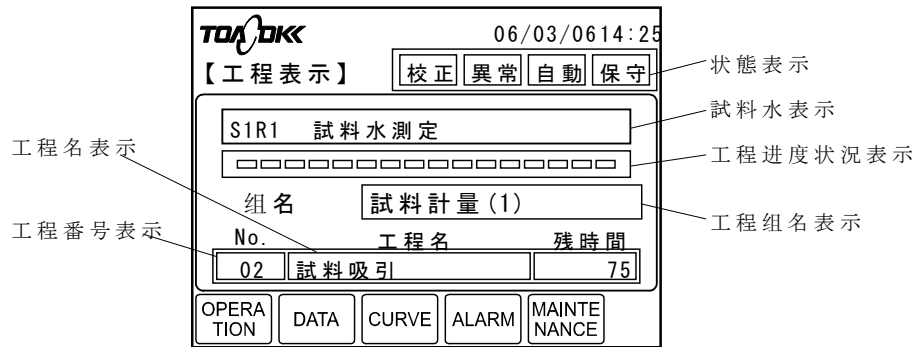 TOA DKK 06/03/0614:25
【工程表示】 校正 異常 自動 保守
状態表示
S1R1 試料水測定
試料水表示
工程进度状况表示
工程名表示
组名 試料計量(1)
工程组名表示
工程番号表示
No. 工程名 残時間
02 試料吸引 75
OPERA
TION
DATA
CURVE
ALARM
MAINTE
NANCE